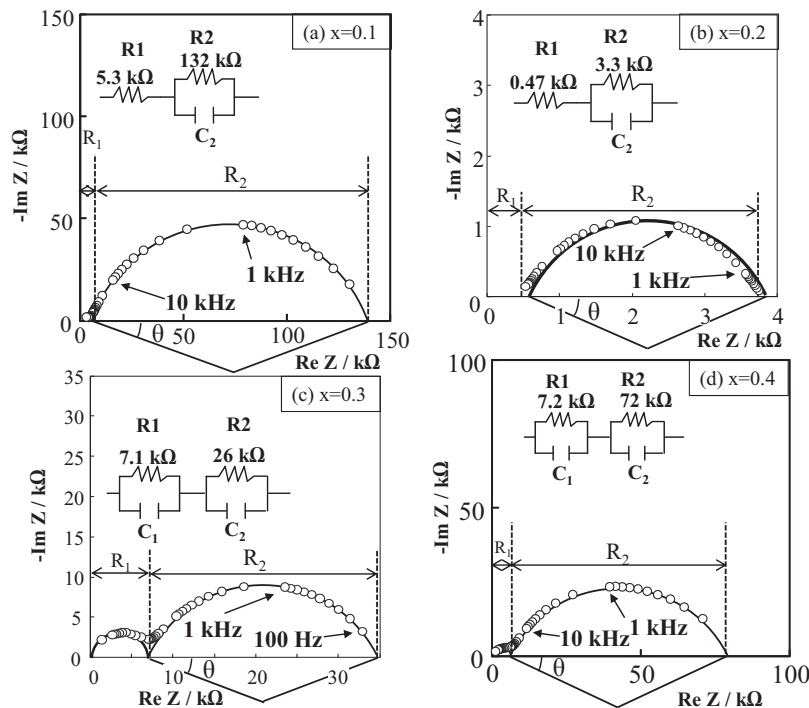 (a) x=0.1
R1
R2
5.3 kΩ
132 kΩ
C2
R1
R2
1 kHz
10 kHz
θ
-Im Z / kΩ
150
100
50
0
0
50
100
150
Re Z / kΩ
(b) x=0.2
R1
R2
0.47 kΩ
3.3 kΩ
C2
R1
R2
10 kHz
1 kHz
θ
-Im Z / kΩ
4
3
2
1
0
0
1
2
3
4
Re Z / kΩ
(c) x=0.3
R1
R2
7.1 kΩ
26 kΩ
C1
C2
R1
R2
1 kHz
100 Hz
θ
-Im Z / kΩ
35
30
25
20
15
10
5
0
0
10
20
30
Re Z / kΩ
(d) x=0.4
R1
R2
7.2 kΩ
72 kΩ
C1
C2
R1
R2
1 kHz
10 kHz
θ
-Im Z / kΩ
100
50
0
0
50
100
Re Z / kΩ